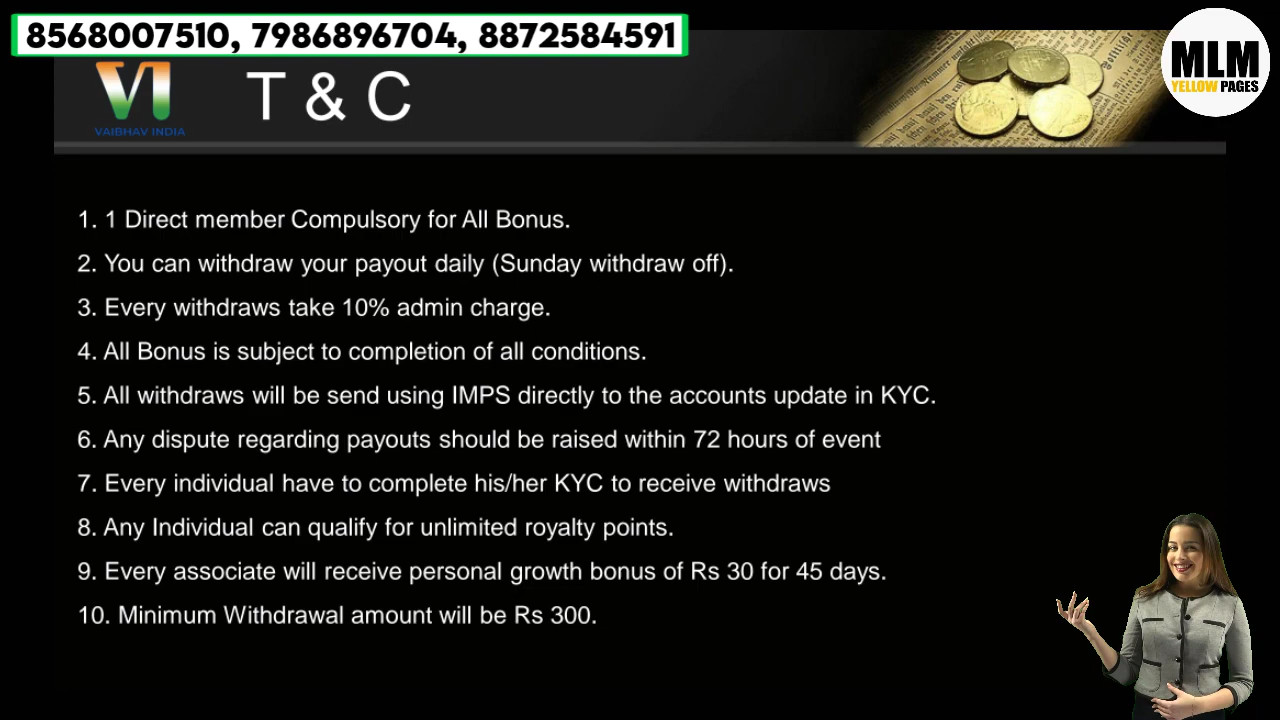 8568007510, 7986896704, 8872584591
MLM
YELLOW PAGES
VI
VAIBHAV INDIA
T & C
1. 1 Direct member Compulsory for All Bonus.
2. You can withdraw your payout daily (Sunday withdraw off).
3. Every withdraws take 10% admin charge.
4. All Bonus is subject to completion of all conditions.
5. All withdraws will be send using IMPS directly to the accounts update in KYC.
6. Any dispute regarding payouts should be raised within 72 hours of event
7. Every individual have to complete his/her KYC to receive withdraws
8. Any Individual can qualify for unlimited royalty points.
9. Every associate will receive personal growth bonus of Rs 30 for 45 days.
10. Minimum Withdrawal amount will be Rs 300.